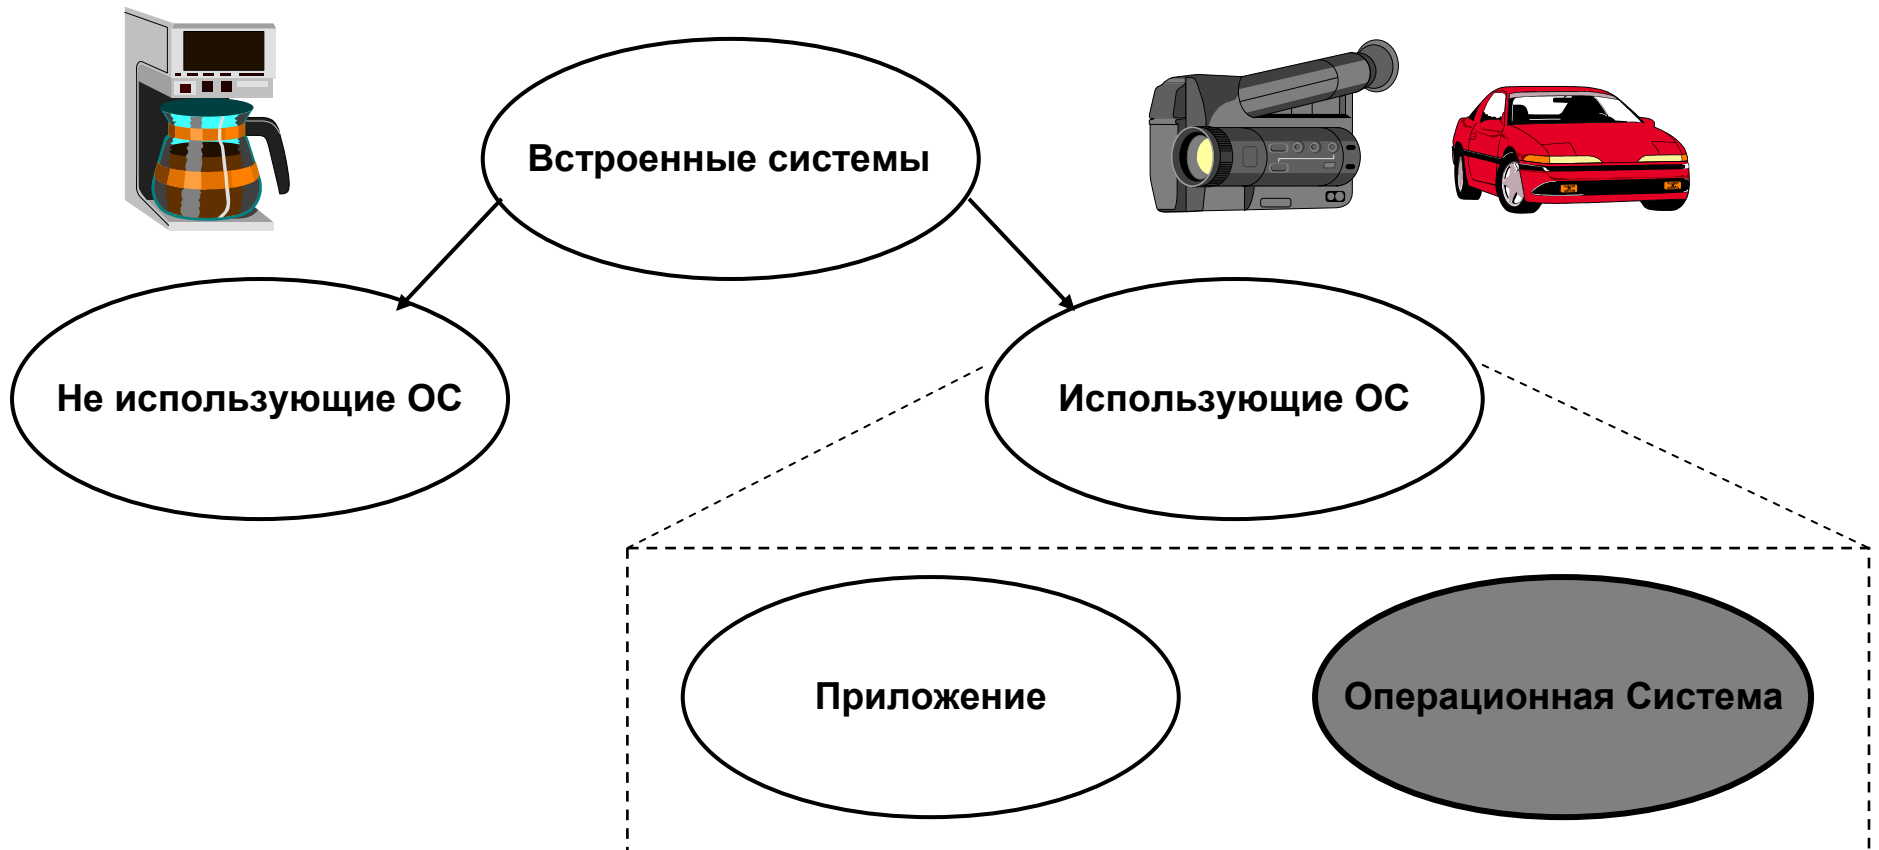 Встроенные системы
Не использующие ОС
Использующие ОС
Приложение
Операционная Система